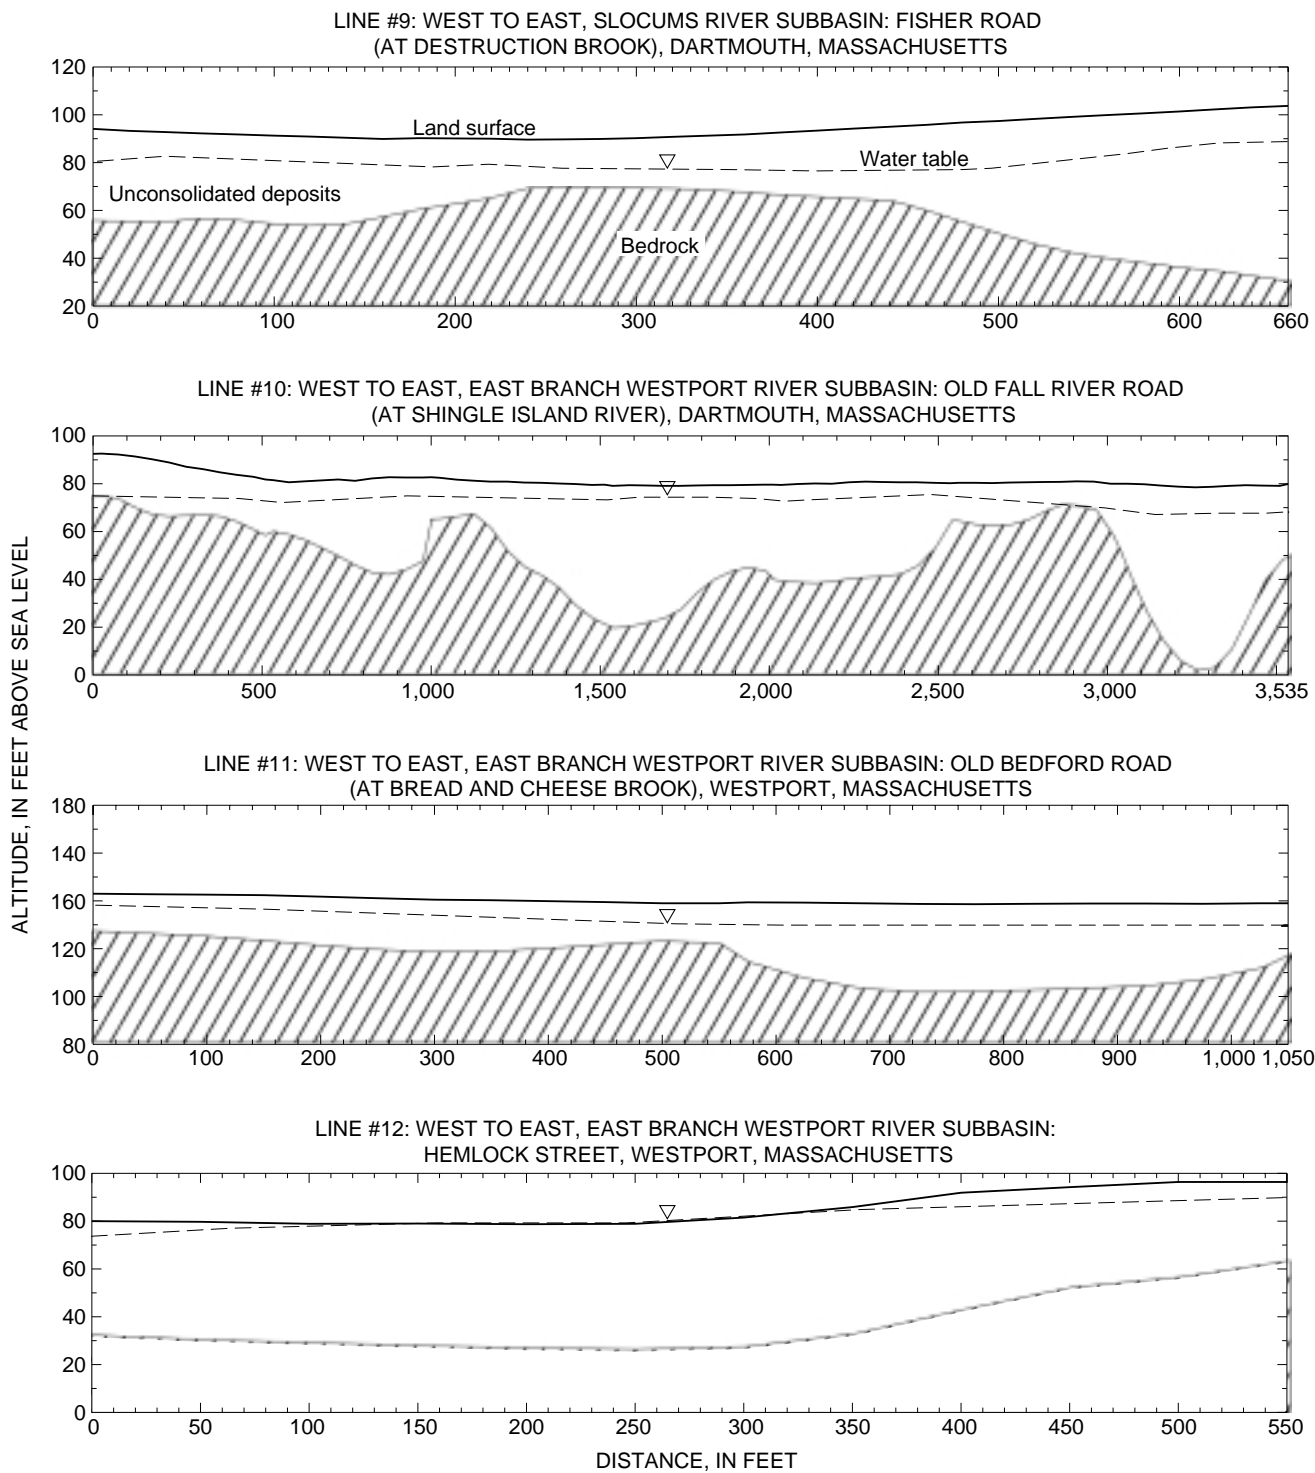 LINE #9: WEST TO EAST, SLOCUMS RIVER SUBBASIN: FISHER ROAD
(AT DESTRUCTION BROOK), DARTMOUTH, MASSACHUSETTS
120
100
80
60
40
20
Land surface
Water table
Unconsolidated deposits
Bedrock
0 100 200 300 400 500 600 660
LINE #10: WEST TO EAST, EAST BRANCH WESTPORT RIVER SUBBASIN: OLD FALL RIVER ROAD
(AT SHINGLE ISLAND RIVER), DARTMOUTH, MASSACHUSETTS
100
80
60
40
20
0
0 500 1,000 1,500 2,000 2,500 3,000 3,535
ALTITUDE, IN FEET ABOVE SEA LEVEL
LINE #11: WEST TO EAST, EAST BRANCH WESTPORT RIVER SUBBASIN: OLD BEDFORD ROAD
(AT BREAD AND CHEESE BROOK), WESTPORT, MASSACHUSETTS
180
140
160
120
100
80
0 100 200 300 400 500 600 700 800 900 1,000 1,050
LINE #12: WEST TO EAST, EAST BRANCH WESTPORT RIVER SUBBASIN:
HEMLOCK STREET, WESTPORT, MASSACHUSETTS
100
80
60
40
20
0
0 50 100 150 200 250 300 350 400 450 500 550
DISTANCE, IN FEET